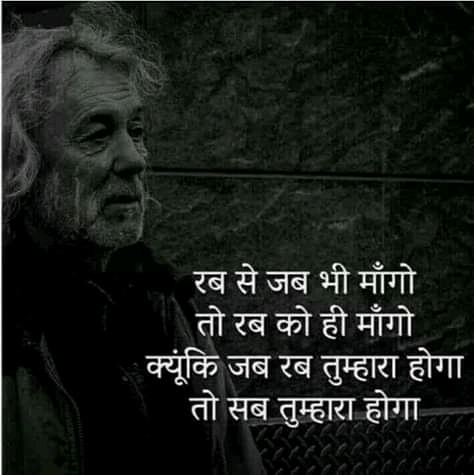 रब से जब भी माँगो
तो रब को ही माँगो
क्यूंकि जब रब तुम्हारा होगा
तो सब तुम्हारा होगा